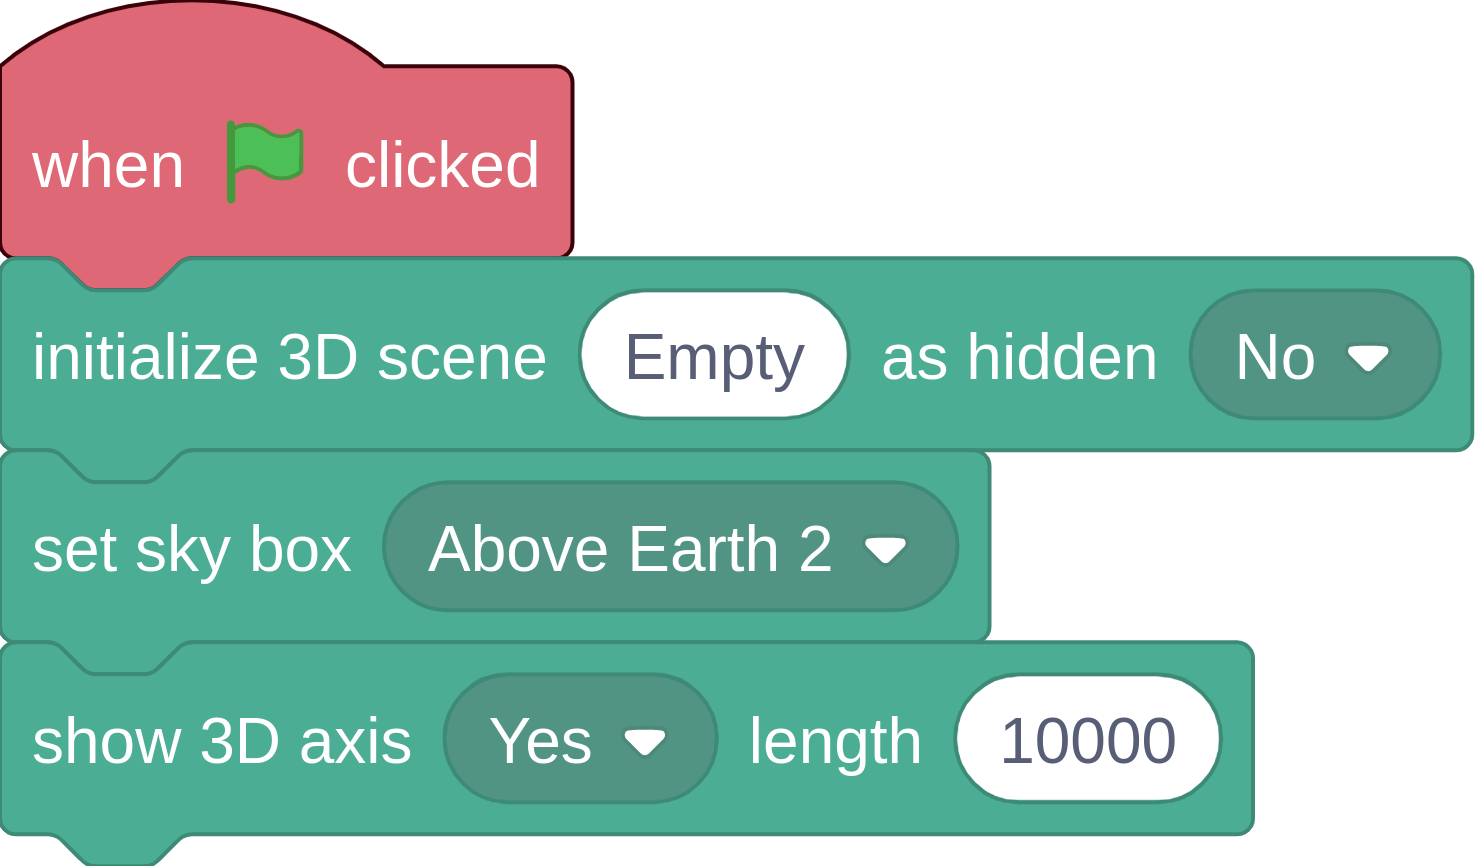 when clicked
initialize 3D scene Empty as hidden No
set sky box Above Earth 2
show 3D axis Yes length 10000